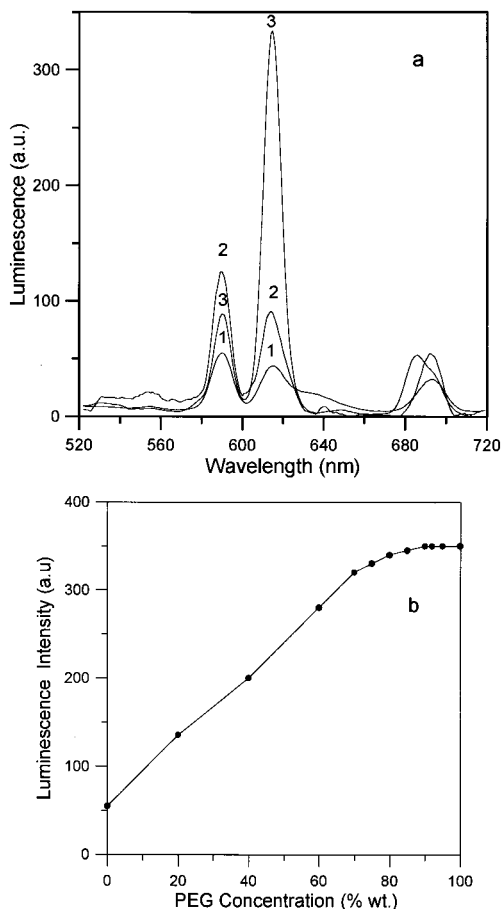 3
300
a
Luminescence (a.u.)
200
2
3
100
2
1
1
0
520 560 600 640 680 720
Wavelength (nm)
400
300
b
Luminescence Intensity (a.u)
200
100
0
0 20 40 60 80 100
PEG Concentration (% wt.)